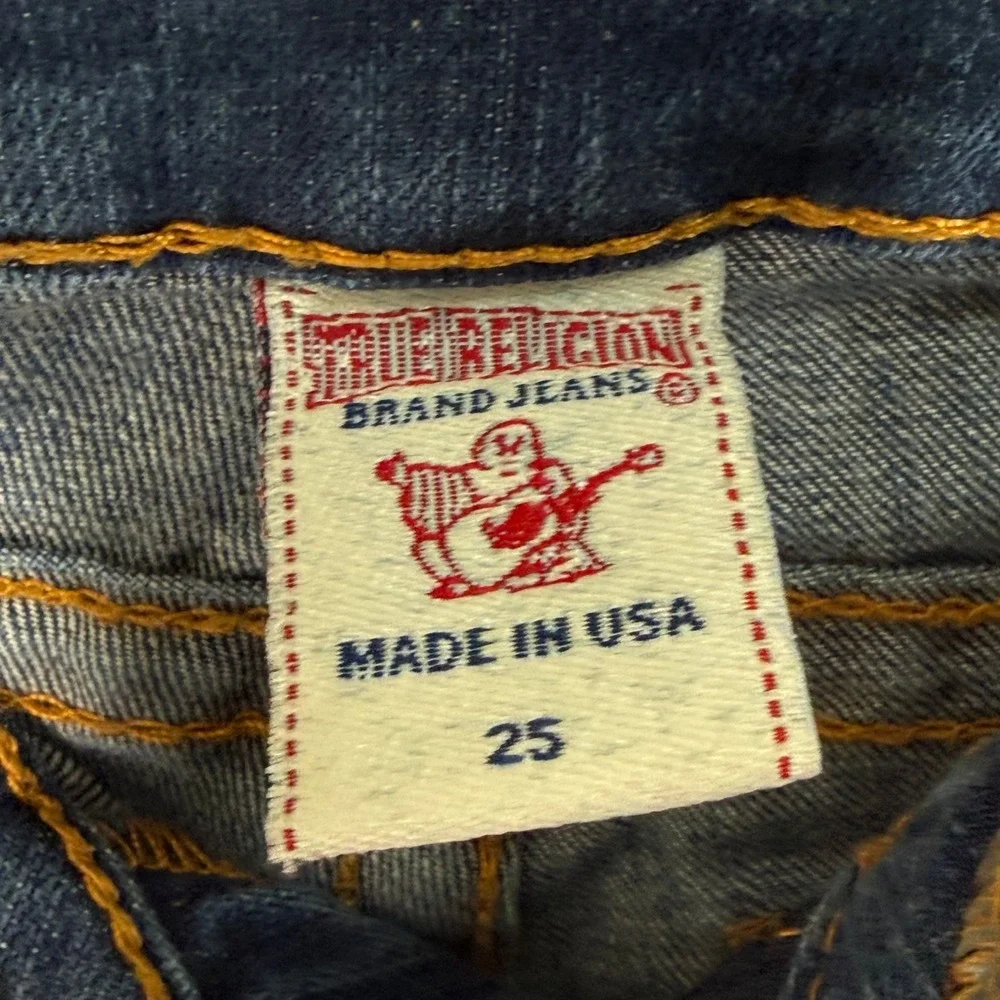 TRUE RELIGION
BRAND JEANS ®
MADE IN USA
25